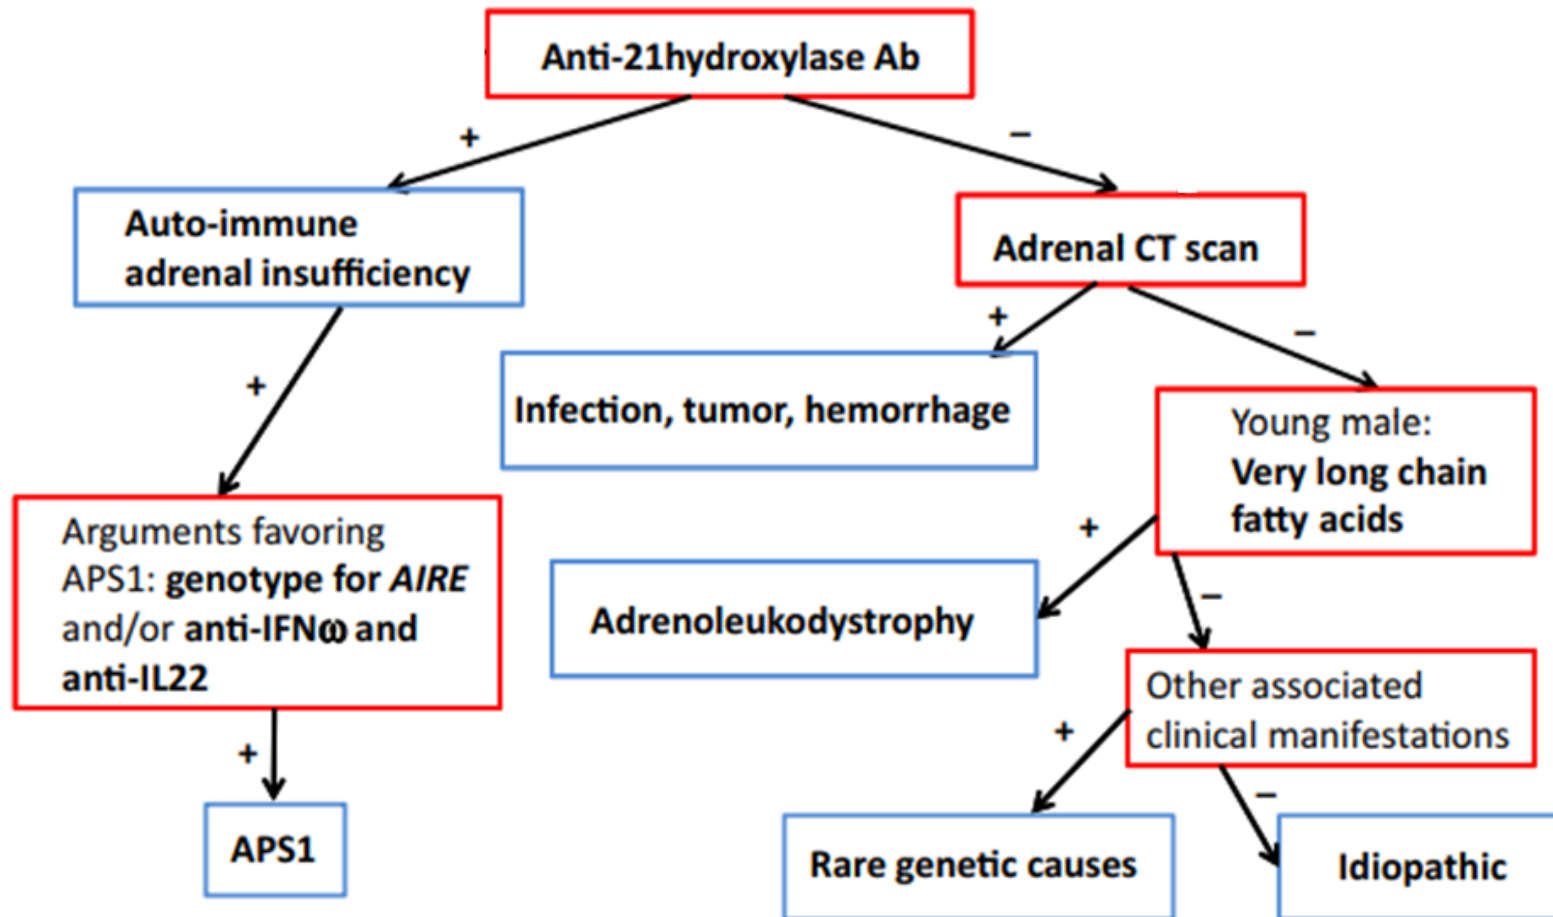 Anti-21hydroxylase Ab
+
–
Auto-immune
adrenal insufficiency
Adrenal CT scan
+
–
+
Infection, tumor, hemorrhage
Young male:
Very long chain
fatty acids
Arguments favoring
APS1: genotype for AIRE
and/or anti-IFNω and
anti-IL22
+
–
Adrenoleukodystrophy
Other associated
clinical manifestations
+
+
–
APS1
Rare genetic causes
Idiopathic